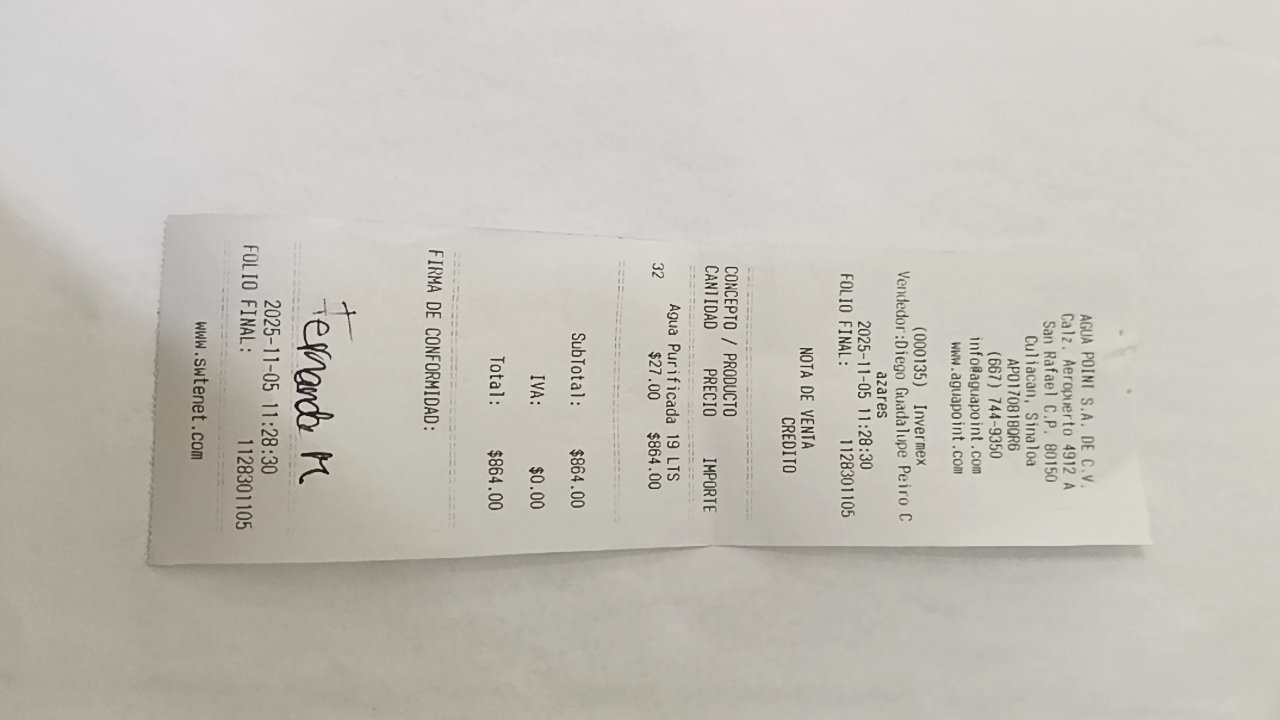 AGUA POINT S.A. DE C.V.
Calz. Aeropuerto 4912 A
San Rafael C.P. 80150
Culiacan, Sinaloa
APO170818QR6
(667) 744-9350
info@aguapoint.com
www.aguapoint.com
(000135) Invermex
Vendedor:Diego Guadalupe Peiro C
azares
2025-11-05 11:28:30
FOLIO FINAL: 1128301105
NOTA DE VENTA
CREDITO
CONCEPTO / PRODUCTO
CANTIDAD PRECIO IMPORTE
Agua Purificada 19 LTS
32 $27.00 $864.00
SubTotal: $864.00
IVA: $0.00
Total: $864.00
FIRMA DE CONFORMIDAD:
Fernando M
2025-11-05 11:28:30
FOLIO FINAL: 1128301105
www.swtenet.com